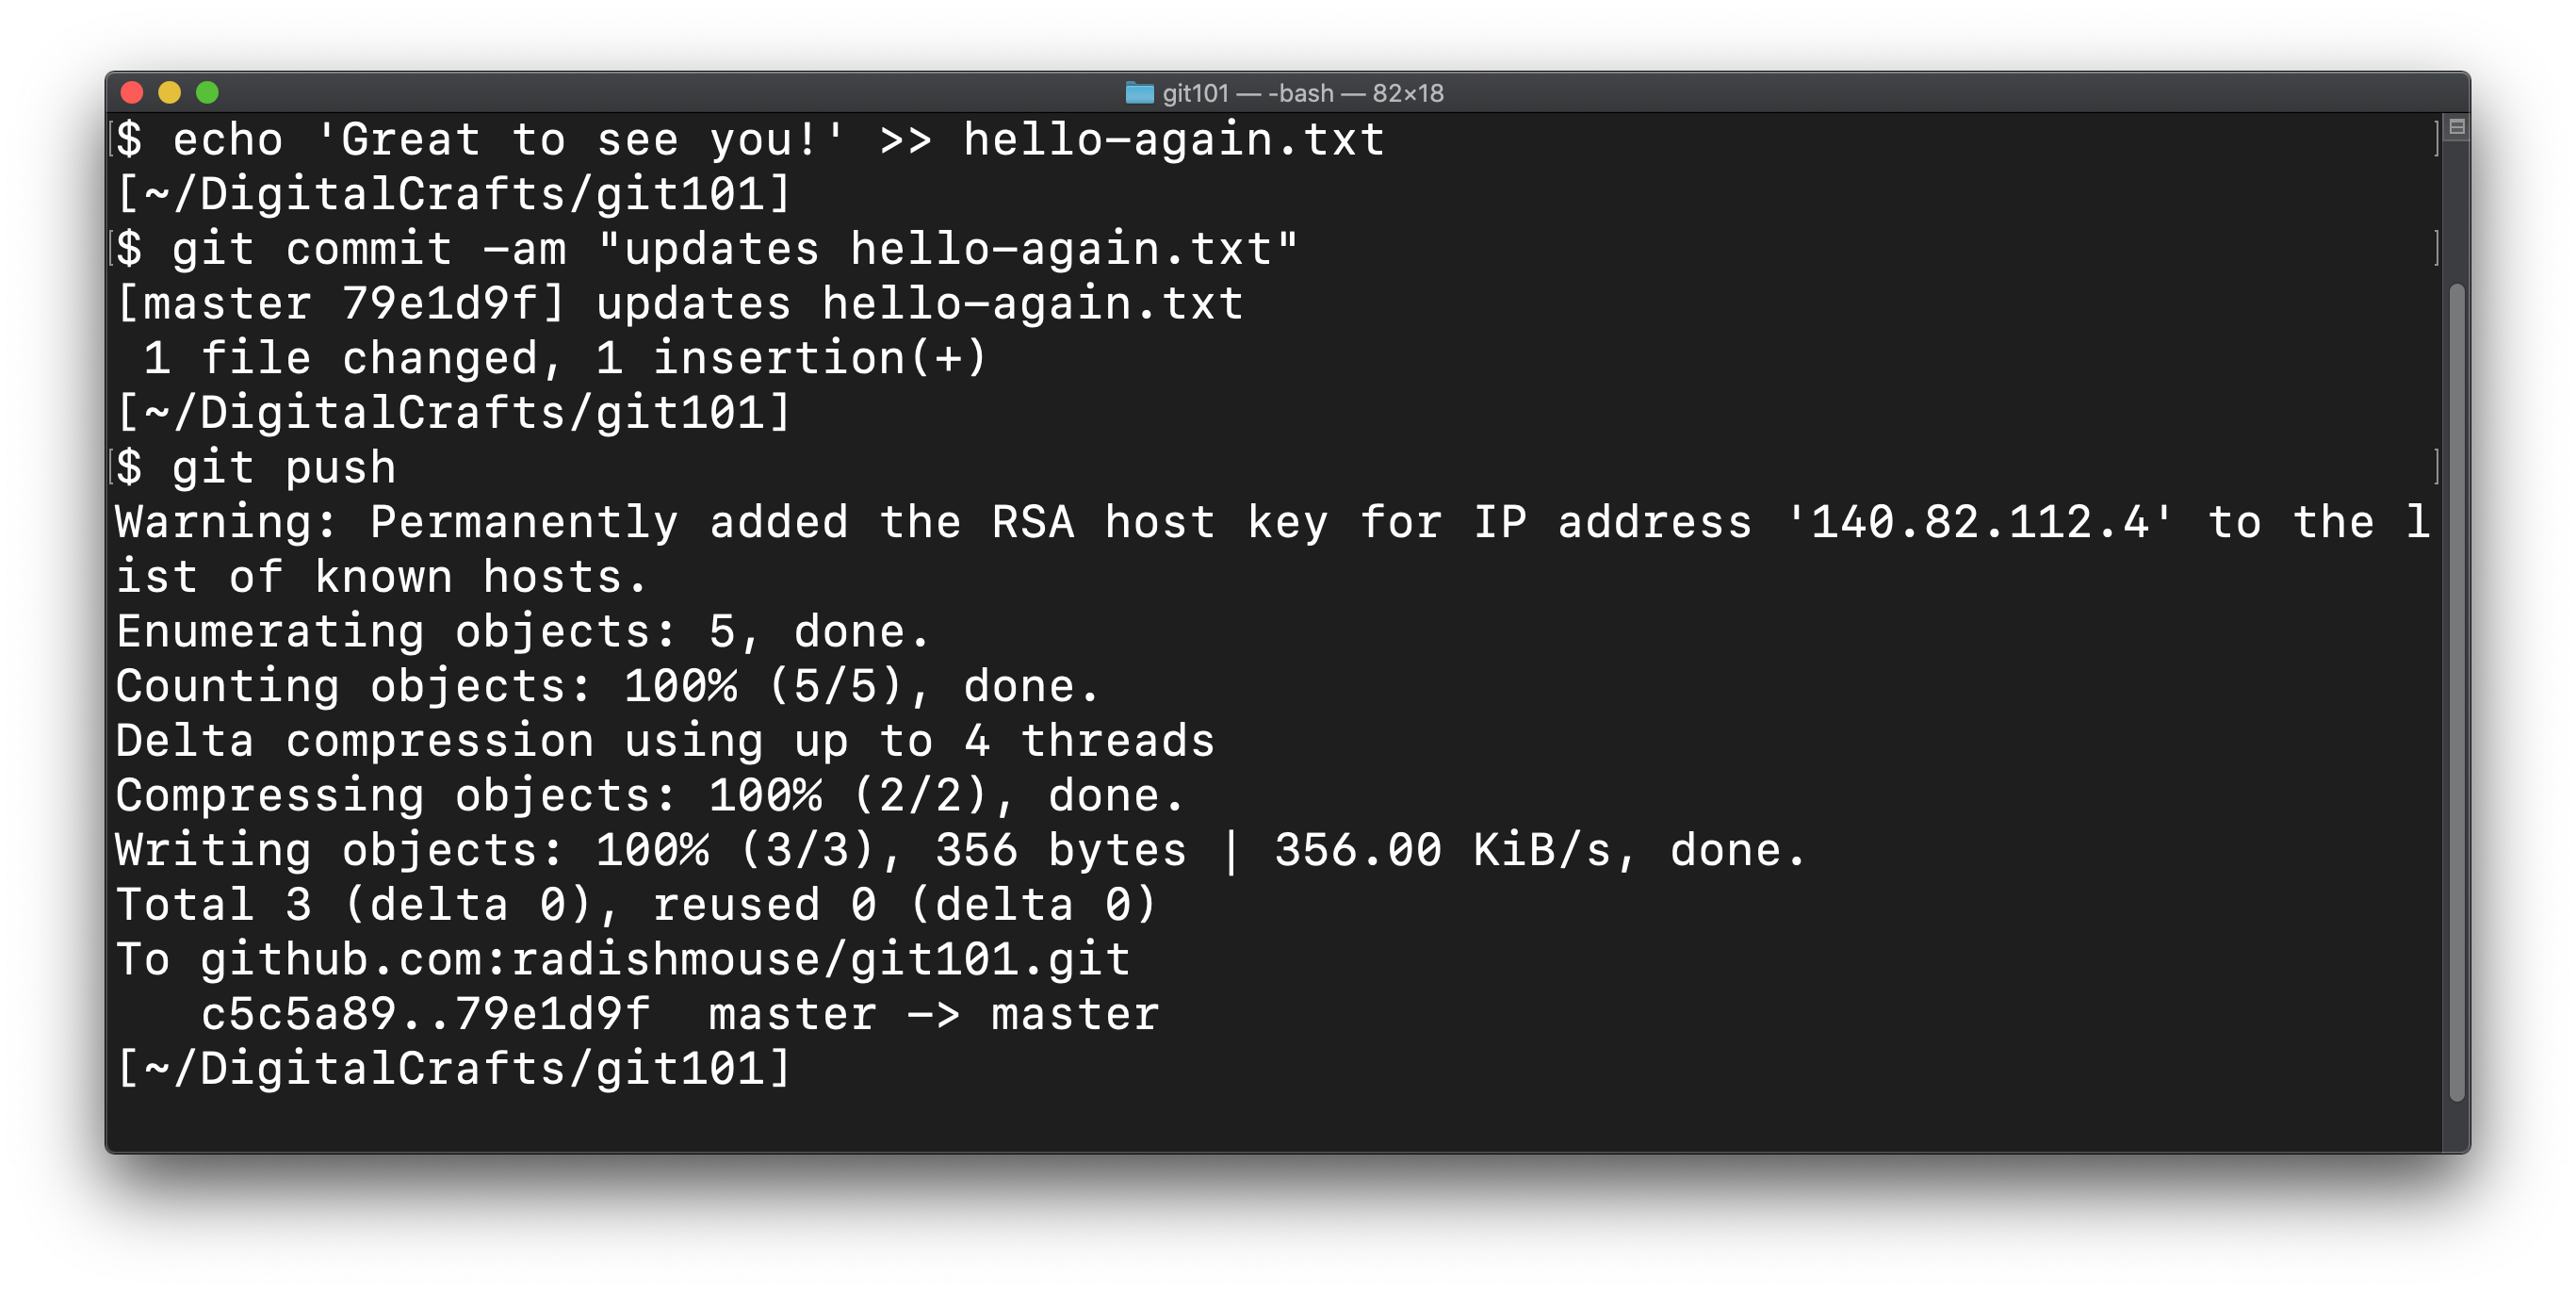 git101 — -bash — 82×18
$ echo 'Great to see you!' >> hello-again.txt
[~/DigitalCrafts/git101]
$ git commit -am "updates hello-again.txt"
[master 79e1d9f] updates hello-again.txt
 1 file changed, 1 insertion(+)
[~/DigitalCrafts/git101]
$ git push
Warning: Permanently added the RSA host key for IP address '140.82.112.4' to the l
ist of known hosts.
Enumerating objects: 5, done.
Counting objects: 100% (5/5), done.
Delta compression using up to 4 threads
Compressing objects: 100% (2/2), done.
Writing objects: 100% (3/3), 356 bytes | 356.00 KiB/s, done.
Total 3 (delta 0), reused 0 (delta 0)
To github.com:radishmouse/git101.git
   c5c5a89..79e1d9f  master -> master
[~/DigitalCrafts/git101]